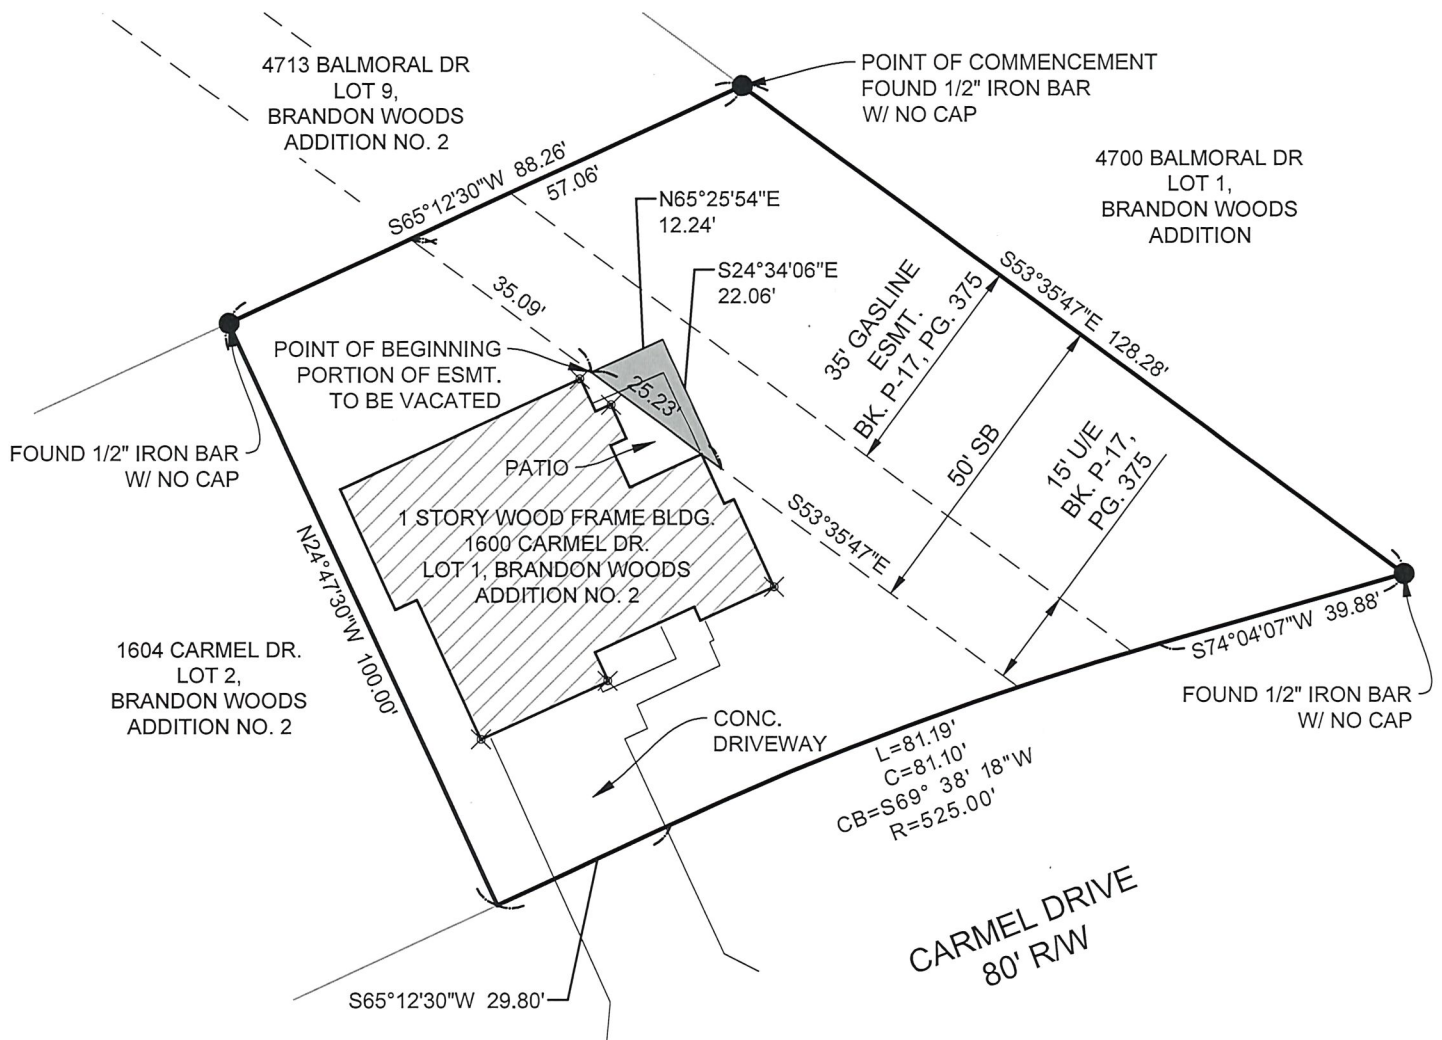 4713 BALMORAL DR
LOT 9,
BRANDON WOODS
ADDITION NO. 2
POINT OF COMMENCEMENT
FOUND 1/2" IRON BAR
W/ NO CAP
4700 BALMORAL DR
LOT 1,
BRANDON WOODS
ADDITION
S65°12'30"W 88.26'
57.06'
N65°25'54"E
12.24'
S24°34'06"E
22.06'
35.09'
S53°35'47"E 128.28'
35' GASLINE
ESMT.
BK. P-17, PG. 375
POINT OF BEGINNING
PORTION OF ESMT.
TO BE VACATED
25.23'
50' SB
15' U/E
BK. P-17,
PG. 375
FOUND 1/2" IRON BAR
W/ NO CAP
PATIO
S53°35'47"E
1 STORY WOOD FRAME BLDG.
1600 CARMEL DR.
LOT 1, BRANDON WOODS
ADDITION NO. 2
N24°47'30"W 100.00'
1604 CARMEL DR.
LOT 2,
BRANDON WOODS
ADDITION NO. 2
S74°04'07"W 39.88'
FOUND 1/2" IRON BAR
W/ NO CAP
CONC.
DRIVEWAY
L=81.19'
C=81.10'
CB=S69° 38' 18"W
R=525.00'
CARMEL DRIVE
80' R/W
S65°12'30"W 29.80'